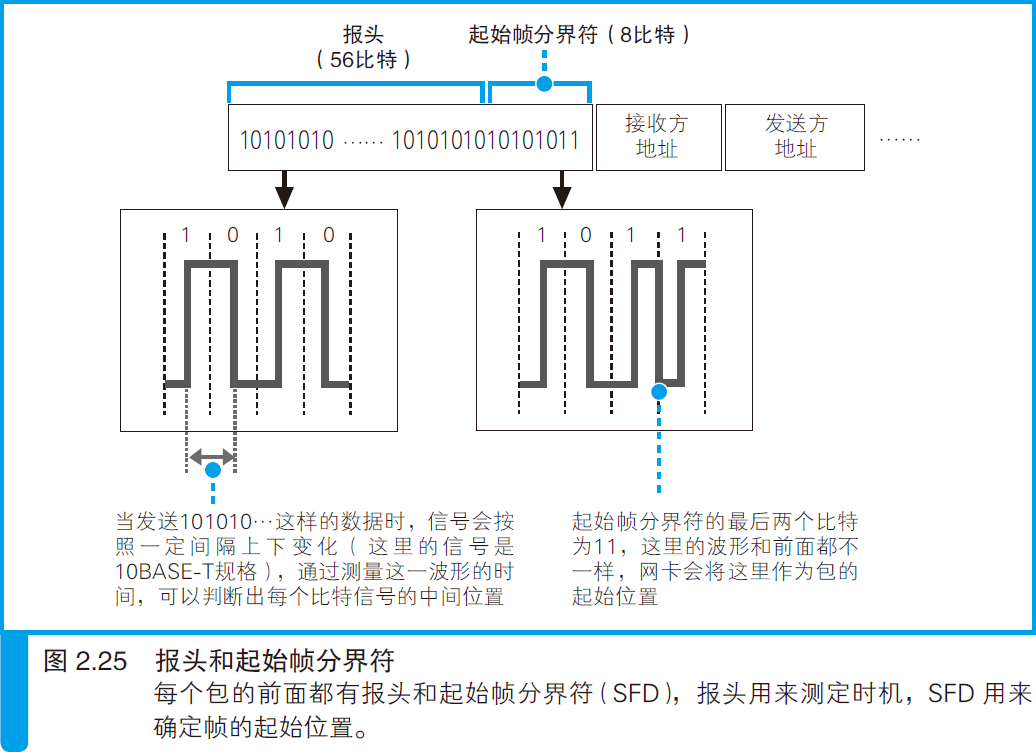 报头
（56比特）
起始帧分界符（8比特）
10101010 …… 1010101010101011
接收方
地址
发送方
地址
……
1 0 1 0
1 0 1 1
当发送101010…这样的数据时，信号会按
照一定间隔上下变化（这里的信号是
10BASE-T规格），通过测量这一波形的时
间，可以判断出每个比特信号的中间位置
起始帧分界符的最后两个比特
为11，这里的波形和前面都不
一样，网卡会将这里作为包的
起始位置
图 2.25 报头和起始帧分界符
每个包的前面都有报头和起始帧分界符（SFD），报头用来测定时机，SFD 用来
确定帧的起始位置。